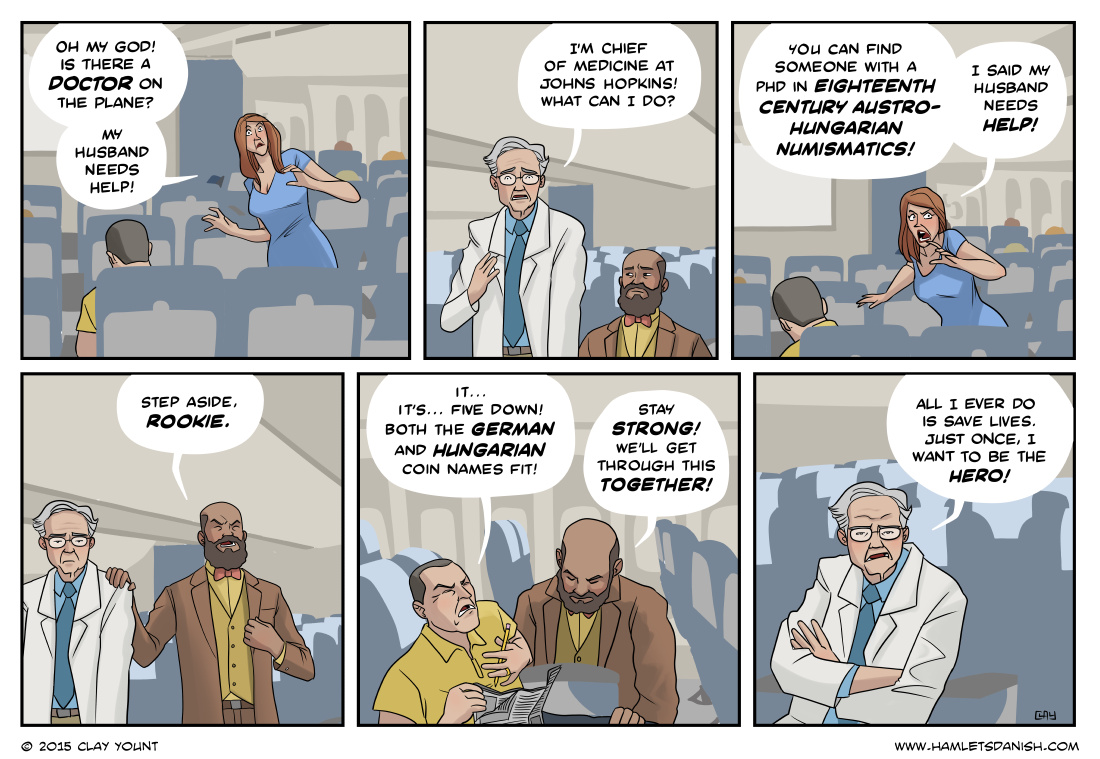 OH MY GOD!
IS THERE A
DOCTOR ON
THE PLANE?
MY
HUSBAND
NEEDS
HELP!
I'M CHIEF
OF MEDICINE AT
JOHNS HOPKINS!
WHAT CAN I DO?
YOU CAN FIND
SOMEONE WITH A
PHD IN EIGHTEENTH
CENTURY AUSTRO-
HUNGARIAN
NUMISMATICS!
I SAID MY
HUSBAND
NEEDS
HELP!
STEP ASIDE,
ROOKIE.
IT...
IT'S... FIVE DOWN!
BOTH THE GERMAN
AND HUNGARIAN
COIN NAMES FIT!
STAY
STRONG!
WE'LL GET
THROUGH THIS
TOGETHER!
ALL I EVER DO
IS SAVE LIVES.
JUST ONCE, I
WANT TO BE THE
HERO!
CLAY
© 2015 CLAY YOUNT
WWW.HAMLETSDANISH.COM